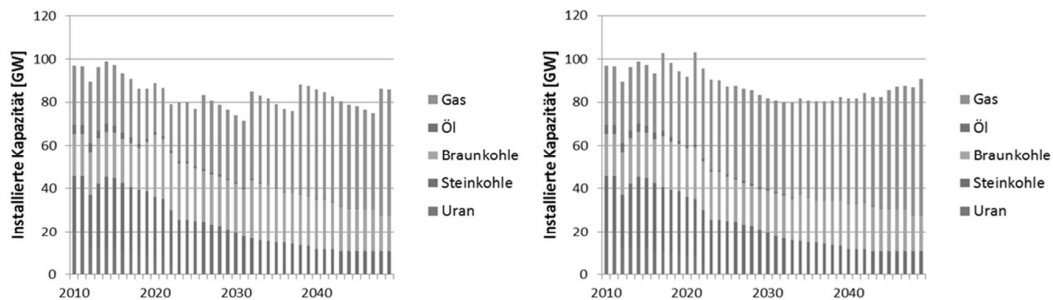 Installierte Kapazität [GW]
120
100
80
60
40
20
0
2010
2020
2030
2040
Gas
Öl
Braunkohle
Steinkohle
Uran
Installierte Kapazität [GW]
120
100
80
60
40
20
0
2010
2020
2030
2040
Gas
Öl
Braunkohle
Steinkohle
Uran